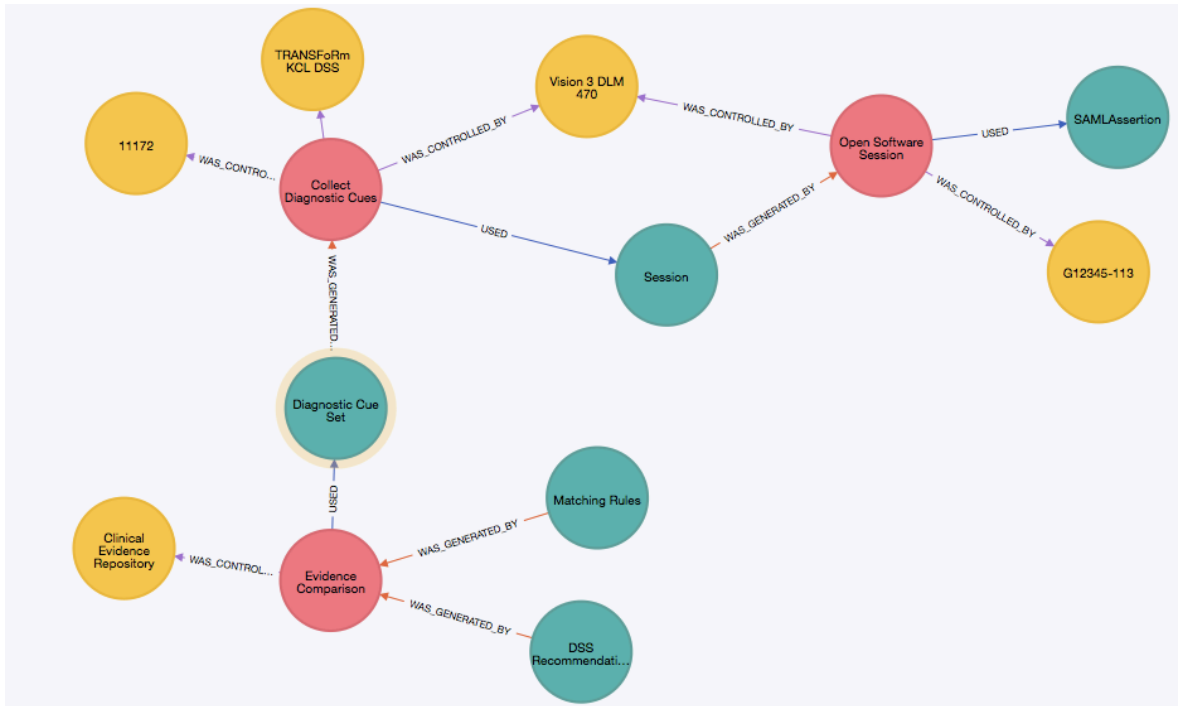 TRANSFoRm
KCL DSS
Vision 3 DLM
470
SAMLAssertion
11172
WAS_CONTROLLED_BY
WAS_CONTROLLED_BY
Open Software
Session
USED
WAS_CONTRO...
Collect
Diagnostic Cues
WAS_CONTROLLED_BY
USED
WAS_GENERATED_BY
Session
G12345-113
WAS_GENERATED...
Diagnostic Cue
Set
USED
Matching Rules
WAS_GENERATED_BY
Clinical
Evidence
Repository
WAS_CONTROL...
Evidence
Comparison
WAS_GENERATED_BY
DSS
Recommendati...